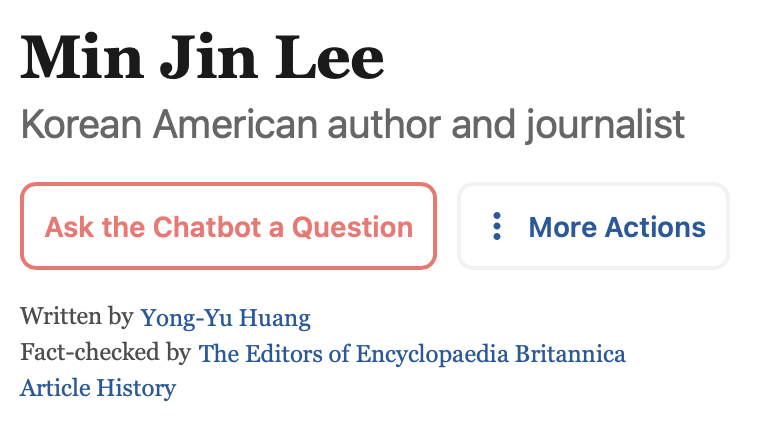 Min Jin Lee
Korean American author and journalist
Ask the Chatbot a Question
More Actions
Written by Yong-Yu Huang
Fact-checked by The Editors of Encyclopaedia Britannica
Article History